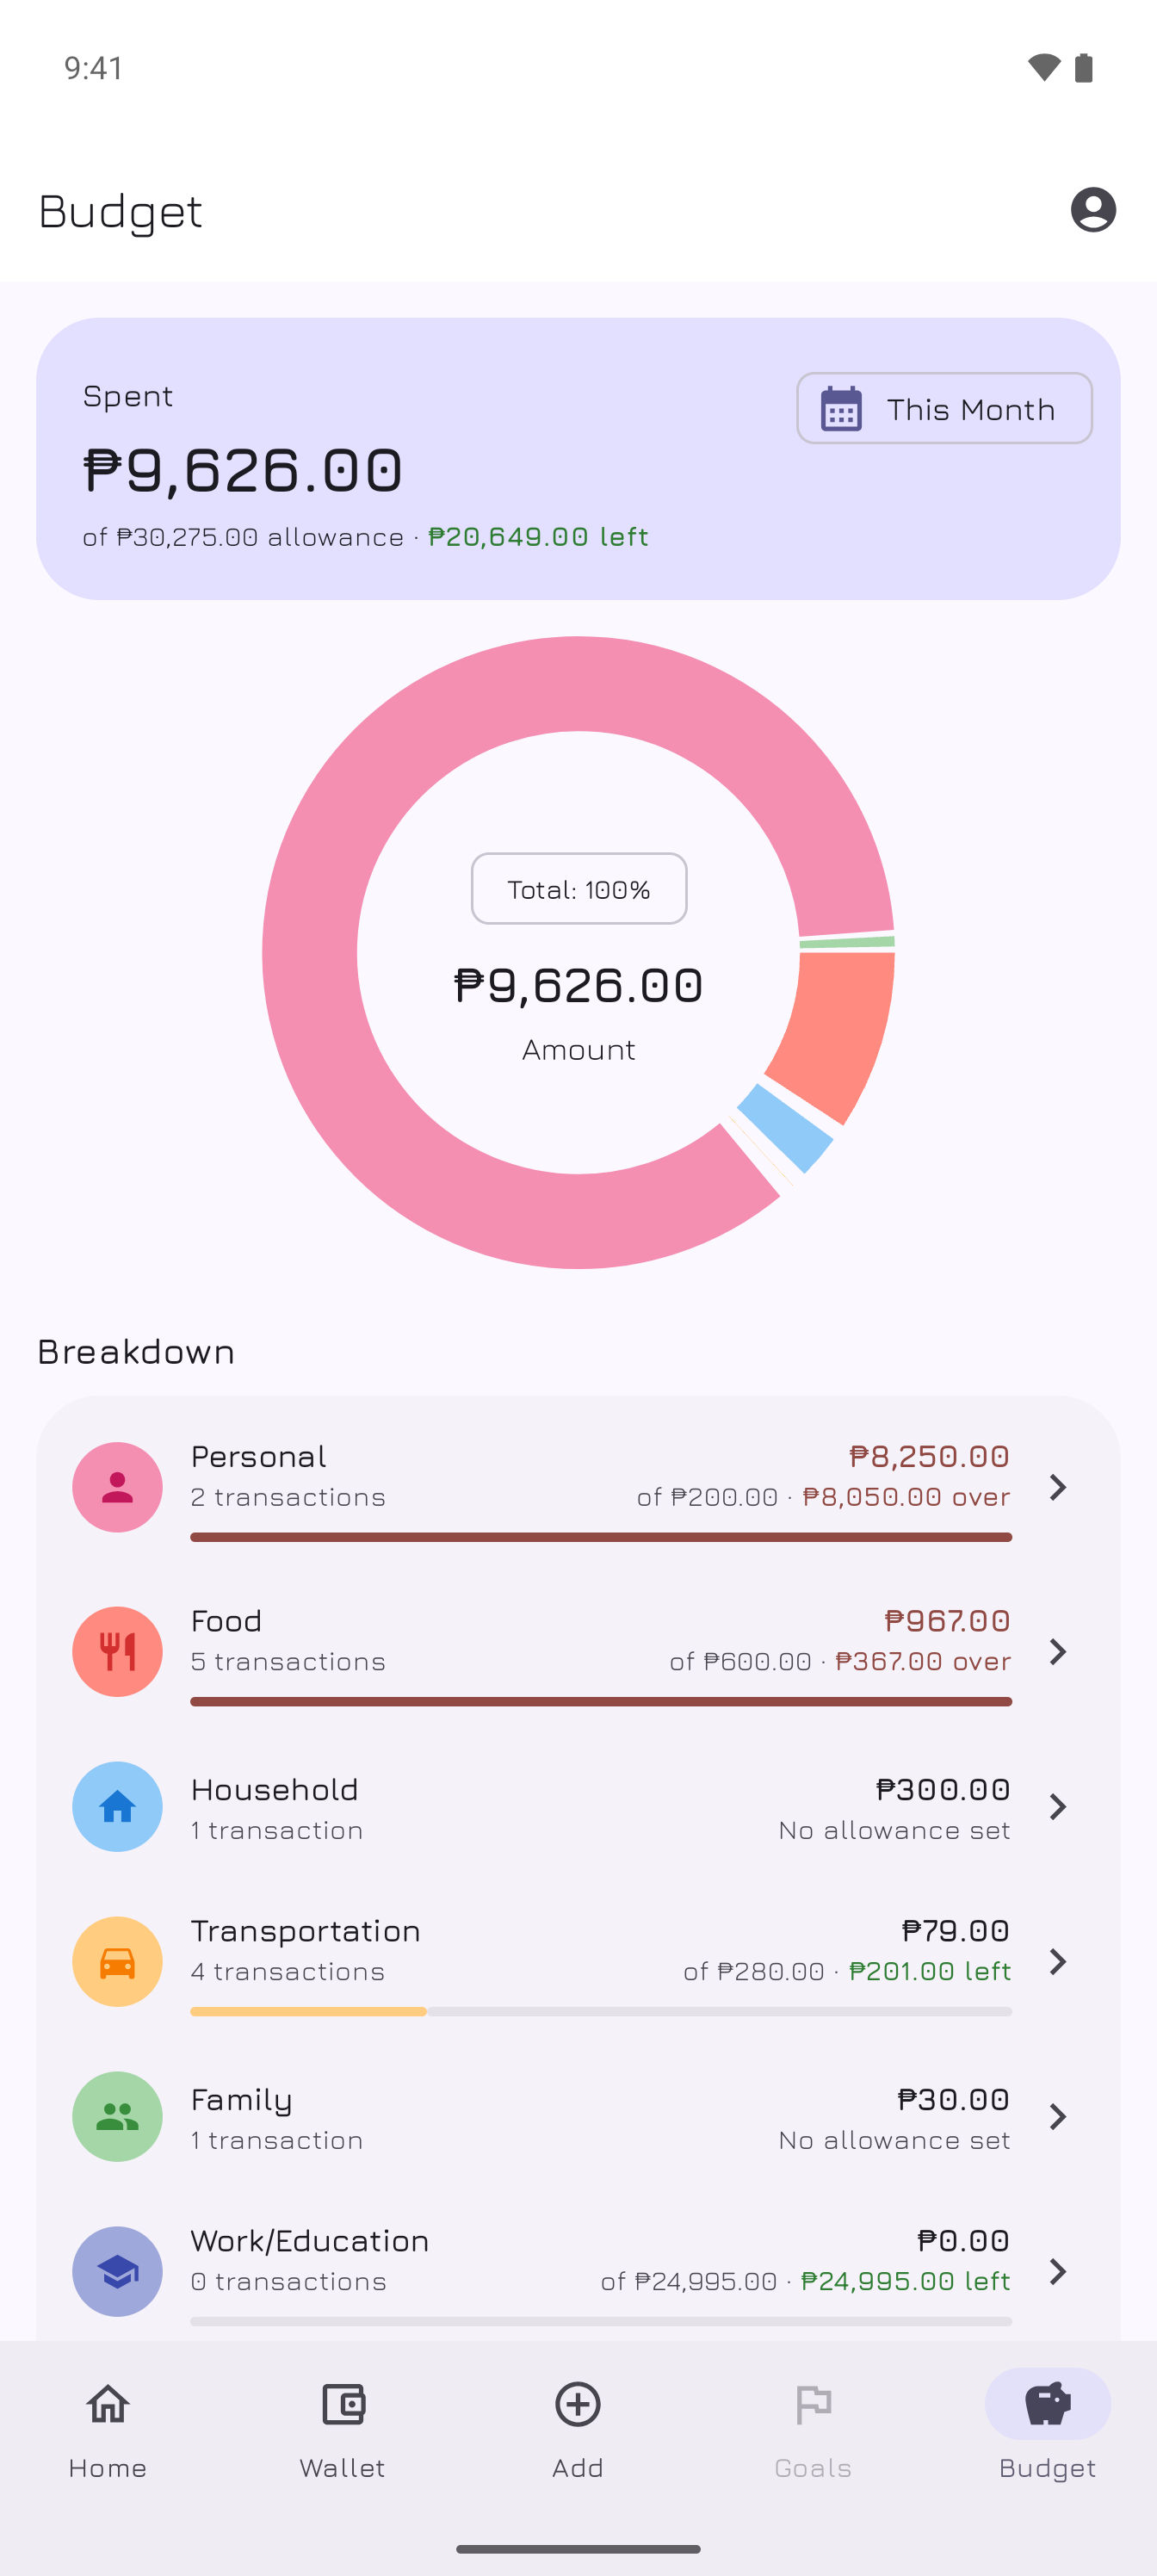 9:41
Budget
Spent
This Month
₱9,626.00
of ₱30,275.00 allowance · ₱20,649.00 left
Total: 100%
₱9,626.00
Amount
Breakdown
Personal ₱8,250.00
2 transactions of ₱200.00 · ₱8,050.00 over
Food ₱967.00
5 transactions of ₱600.00 · ₱367.00 over
Household ₱300.00
1 transaction No allowance set
Transportation ₱79.00
4 transactions of ₱280.00 · ₱201.00 left
Family ₱30.00
1 transaction No allowance set
Work/Education ₱0.00
0 transactions of ₱24,995.00 · ₱24,995.00 left
Home Wallet Add Goals Budget